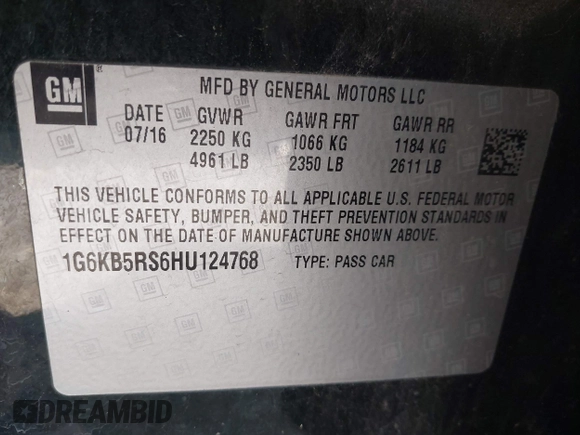 GM
MFD BY GENERAL MOTORS LLC
DATE GVWR GAWR FRT GAWR RR
07/16 2250 KG 1066 KG 1184 KG
4961 LB 2350 LB 2611 LB
THIS VEHICLE CONFORMS TO ALL APPLICABLE U.S. FEDERAL MOTOR
VEHICLE SAFETY, BUMPER, AND THEFT PREVENTION STANDARDS IN
EFFECT ON THE DATE OF MANUFACTURE SHOWN ABOVE.
1G6KB5RS6HU124768 TYPE: PASS CAR
DREAMBID